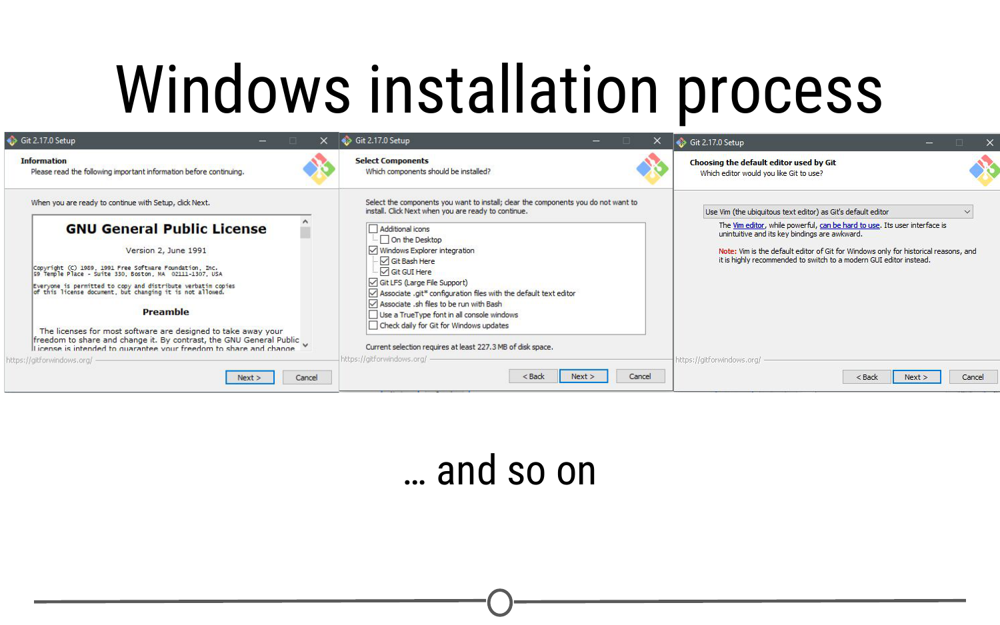 Windows installation process
Git 2.17.0 Setup
Information
Please read the following important information before continuing.
When you are ready to continue with Setup, click Next.
GNU General Public License
Version 2, June 1991
Copyright (C) 1989, 1991 Free Software Foundation, Inc.
59 Temple Place - Suite 330, Boston, MA 02111-1307, USA
Everyone is permitted to copy and distribute verbatim copies
of this license document, but changing it is not allowed.
Preamble
The licenses for most software are designed to take away your
freedom to share and change it. By contrast, the GNU General Public
License is intended to guarantee your freedom to share and change
https://gitforwindows.org/
Next >
Cancel
Git 2.17.0 Setup
Select Components
Which components should be installed?
Select the components you want to install; clear the components you do not want to
install. Click Next when you are ready to continue.
Additional icons
On the Desktop
Windows Explorer integration
Git Bash Here
Git GUI Here
Git LFS (Large File Support)
Associate .git* configuration files with the default text editor
Associate .sh files to be run with Bash
Use a TrueType font in all console windows
Check daily for Git for Windows updates
Current selection requires at least 227.3 MB of disk space.
https://gitforwindows.org/
< Back
Next >
Cancel
Git 2.17.0 Setup
Choosing the default editor used by Git
Which editor would you like Git to use?
Use Vim (the ubiquitous text editor) as Git's default editor
The Vim editor, while powerful, can be hard to use. Its user interface is
unintuitive and its key bindings are awkward.
Note: Vim is the default editor of Git for Windows only for historical reasons, and
it is highly recommended to switch to a modern GUI editor instead.
https://gitforwindows.org/
< Back
Next >
Cancel
... and so on